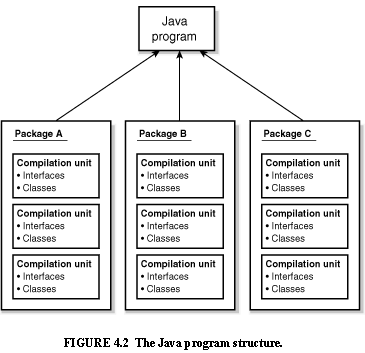 Java
program
Package A
Compilation unit
• Interfaces
• Classes
Compilation unit
• Interfaces
• Classes
Compilation unit
• Interfaces
• Classes
Package B
Compilation unit
• Interfaces
• Classes
Compilation unit
• Interfaces
• Classes
Compilation unit
• Interfaces
• Classes
Package C
Compilation unit
• Interfaces
• Classes
Compilation unit
• Interfaces
• Classes
Compilation unit
• Interfaces
• Classes
FIGURE 4.2 The Java program structure.